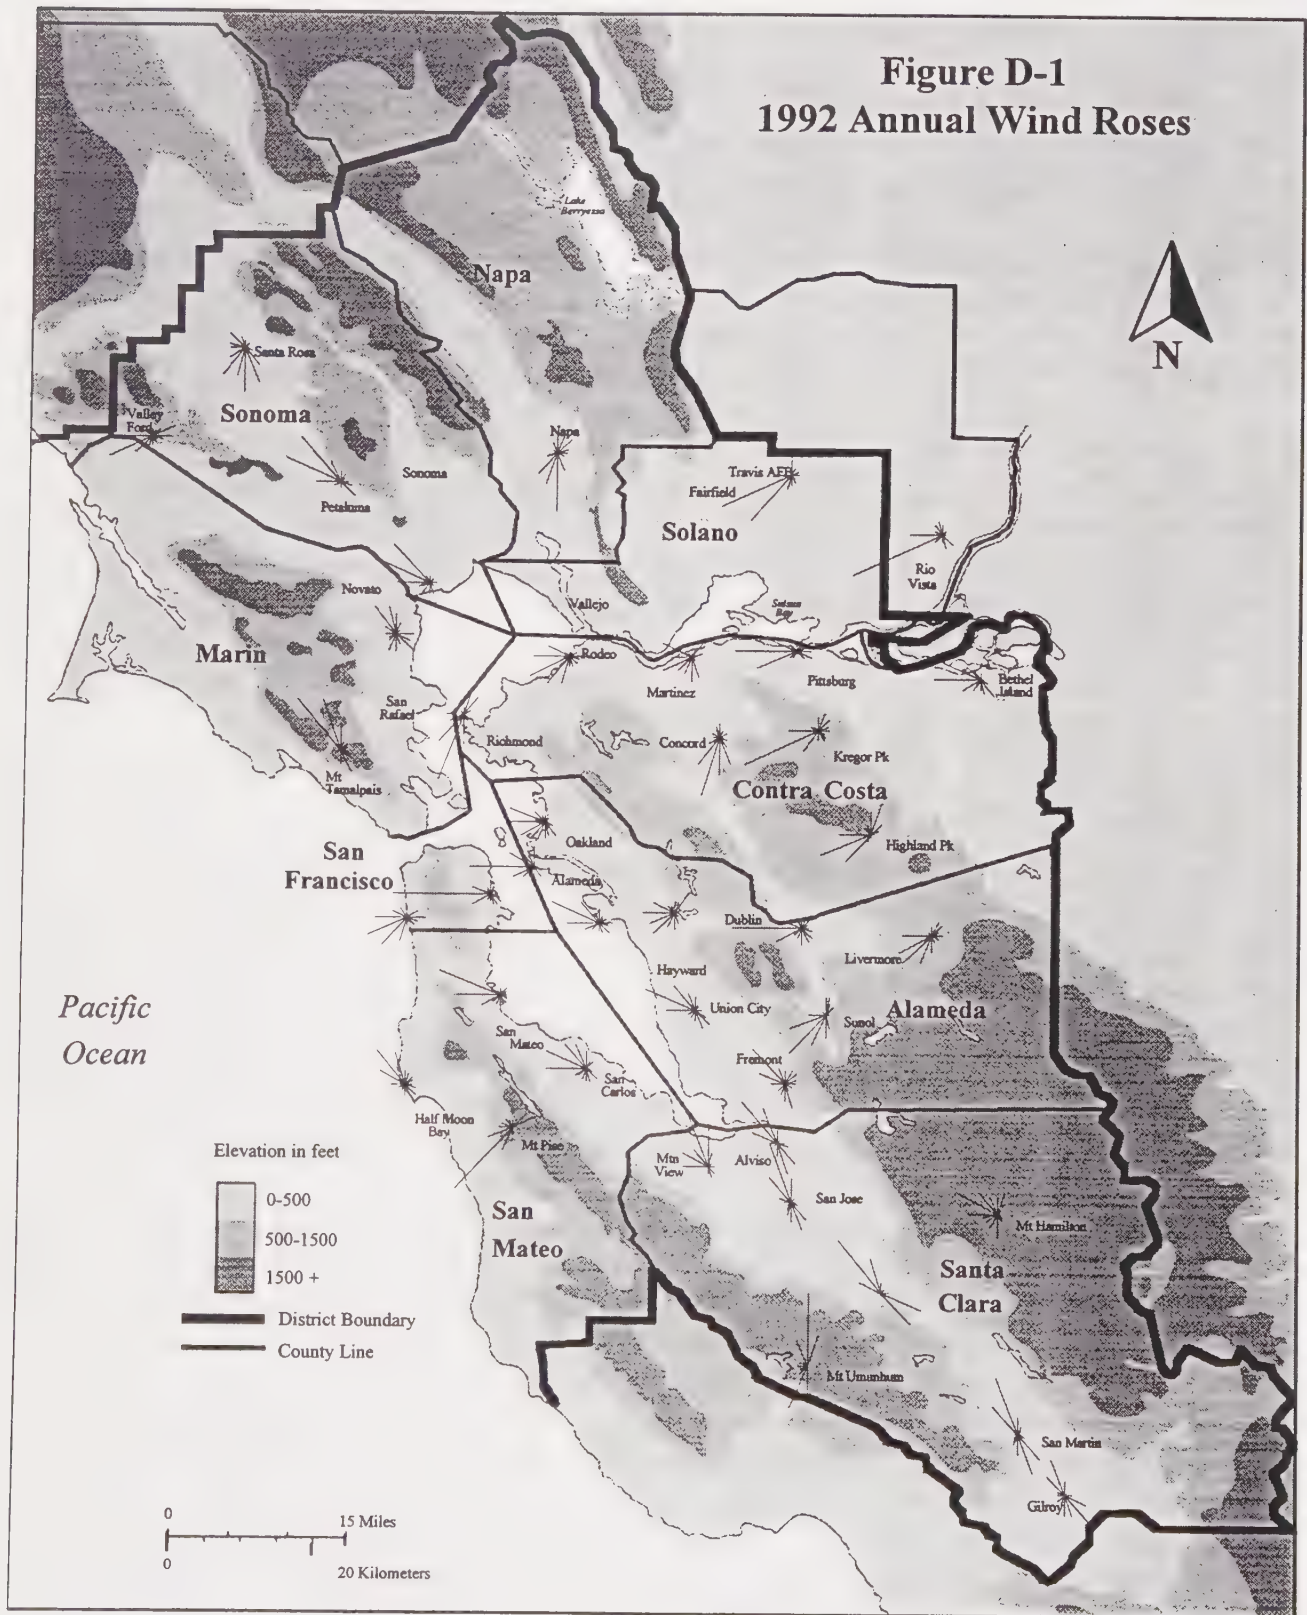 Figure D-1
1992 Annual Wind Roses
Lake
Berryessa
Napa
N
Santa Rosa
Sonoma
Valley
Ford
Napa
Sonoma
Travis AFB
Fairfield
Petaluma
Solano
Rio
Vista
Novato
Vallejo
Suisun
Bay
Marin
Rodeo
Martinez
Pittsburg
Bethel
Island
San
Rafael
Richmond
Concord
Kregor Pk
Mt
Tamalpais
Contra Costa
Oakland
Highland Pk
San
Francisco
Alameda
Dublin
Livermore
Hayward
Union City
Alameda
Sunol
Pacific
Ocean
San
Mateo
Fremont
San
Carlos
Half Moon
Bay
Mt Pise
Mtn
View
Alviso
San Jose
Mt Hamilson
Elevation in feet
0-500
500-1500
1500 +
District Boundary
County Line
San
Mateo
Santa
Clara
Mt Umunhum
San Martin
Gilroy
0
15 Miles
0
20 Kilometers